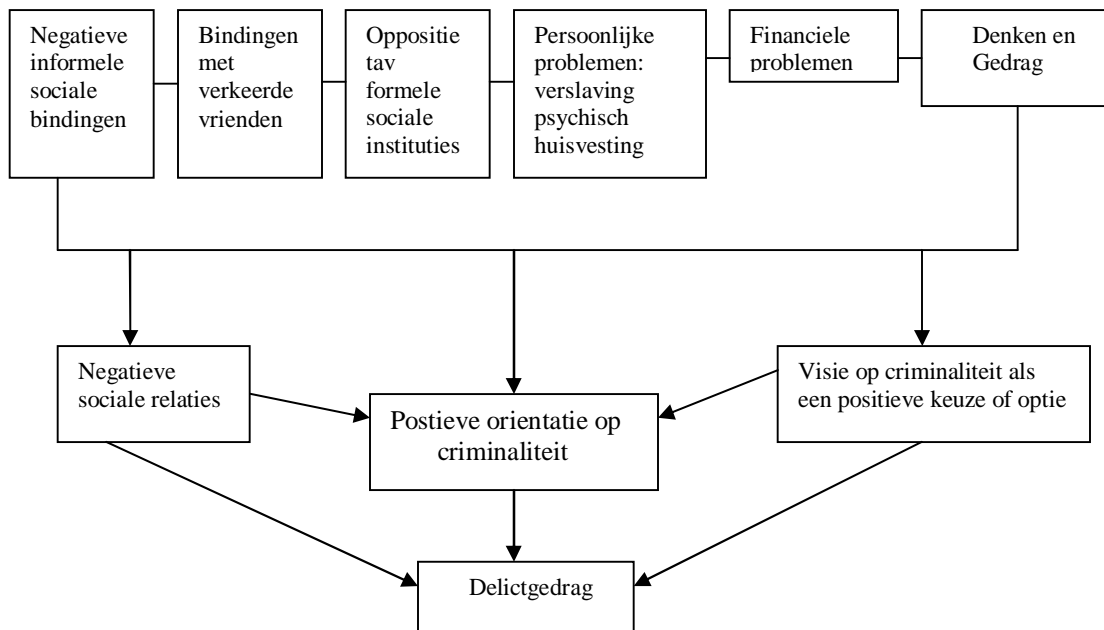 Negatieve
informele
sociale
bindingen
Bindingen
met
verkeerde
vrienden
Oppositie
tav
formele
sociale
instituties
Persoonlijke
problemen:
verslaving
psychisch
huisvesting
Financiele
problemen
Denken en
Gedrag
Negatieve
sociale relaties
Postieve orientatie op
criminaliteit
Visie op criminaliteit als
een positieve keuze of optie
Delictgedrag